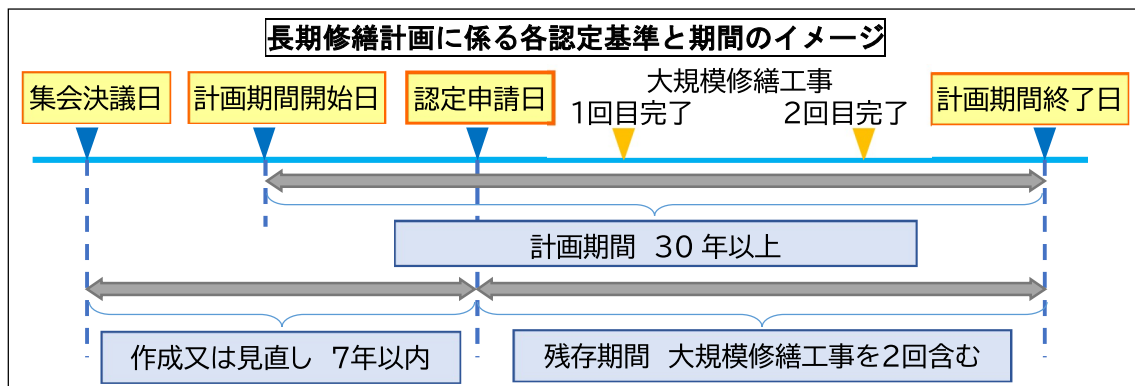 長期修繕計画に係る各認定基準と期間のイメージ
集会決議日
計画期間開始日
認定申請日
大規模修繕工事
1回目完了
2回目完了
計画期間終了日
計画期間 30年以上
作成又は見直し 7年以内
残存期間 大規模修繕工事を2回含む